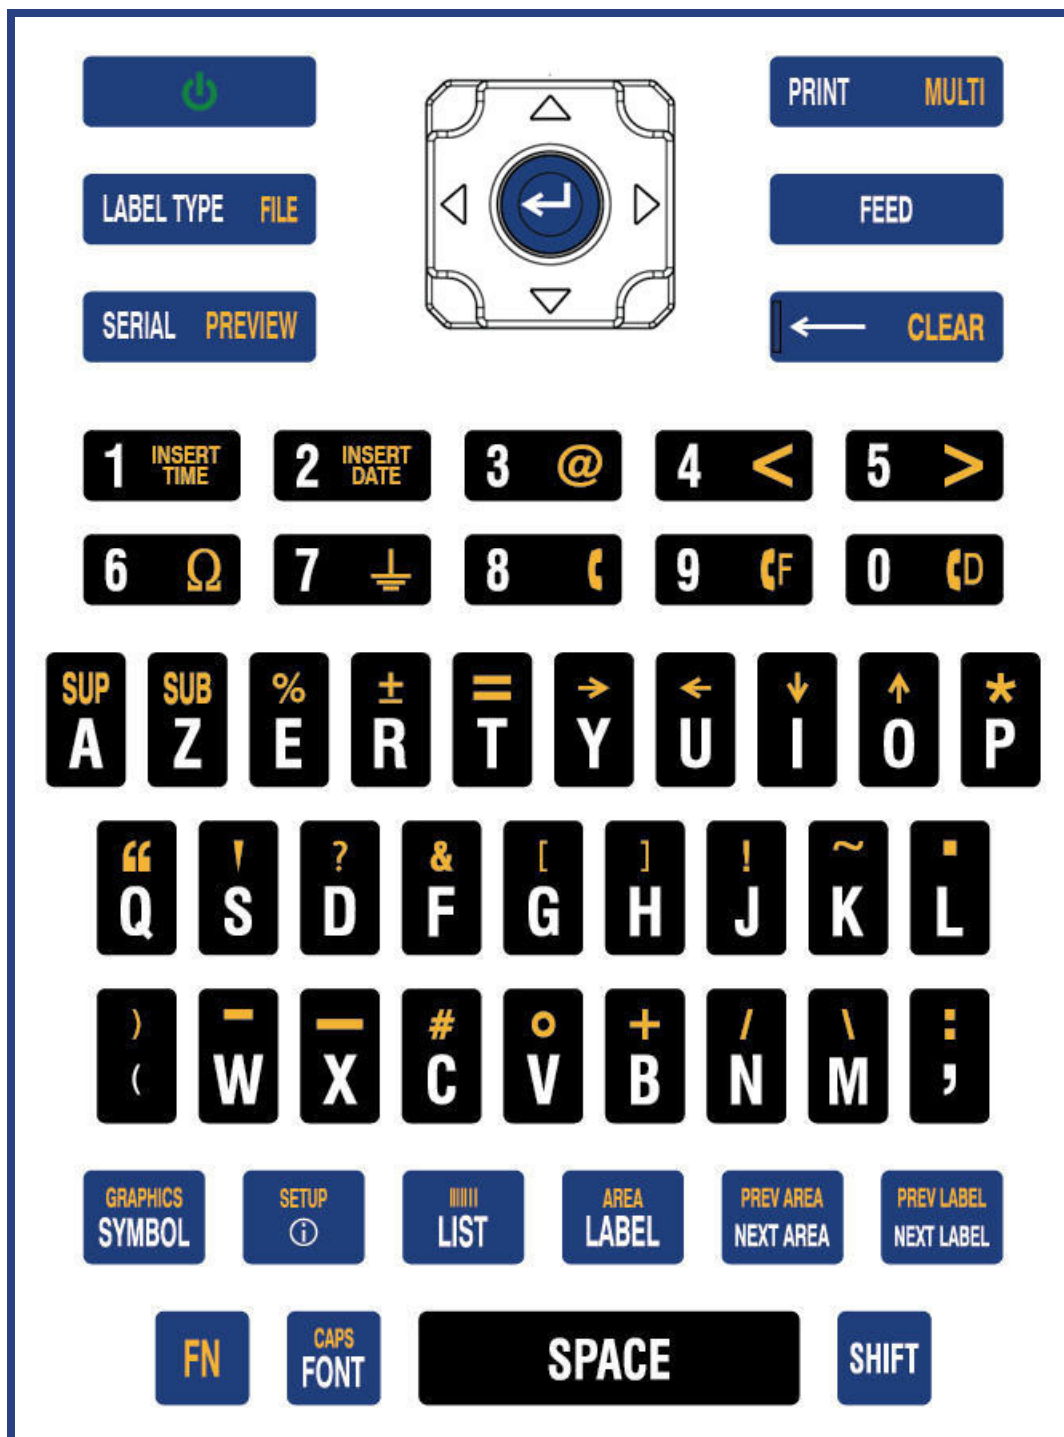 PRINT MULTI
LABEL TYPE FILE
FEED
SERIAL PREVIEW
CLEAR
1 INSERT TIME 2 INSERT DATE 3 @ 4 < 5 >
6 Ω 7 ⏚ 8 9 F 0 D
SUP SUB % ± = → ← ↓ ↑ *
A Z E R T Y U I O P
“ ' ? & [ ] ! ~ .
Q S D F G H J K L
) - — # ° + / \ :
( W X C V B N M ,
GRAPHICS SETUP AREA PREV AREA PREV LABEL
SYMBOL ⓘ LIST LABEL NEXT AREA NEXT LABEL
CAPS
FN FONT SPACE SHIFT